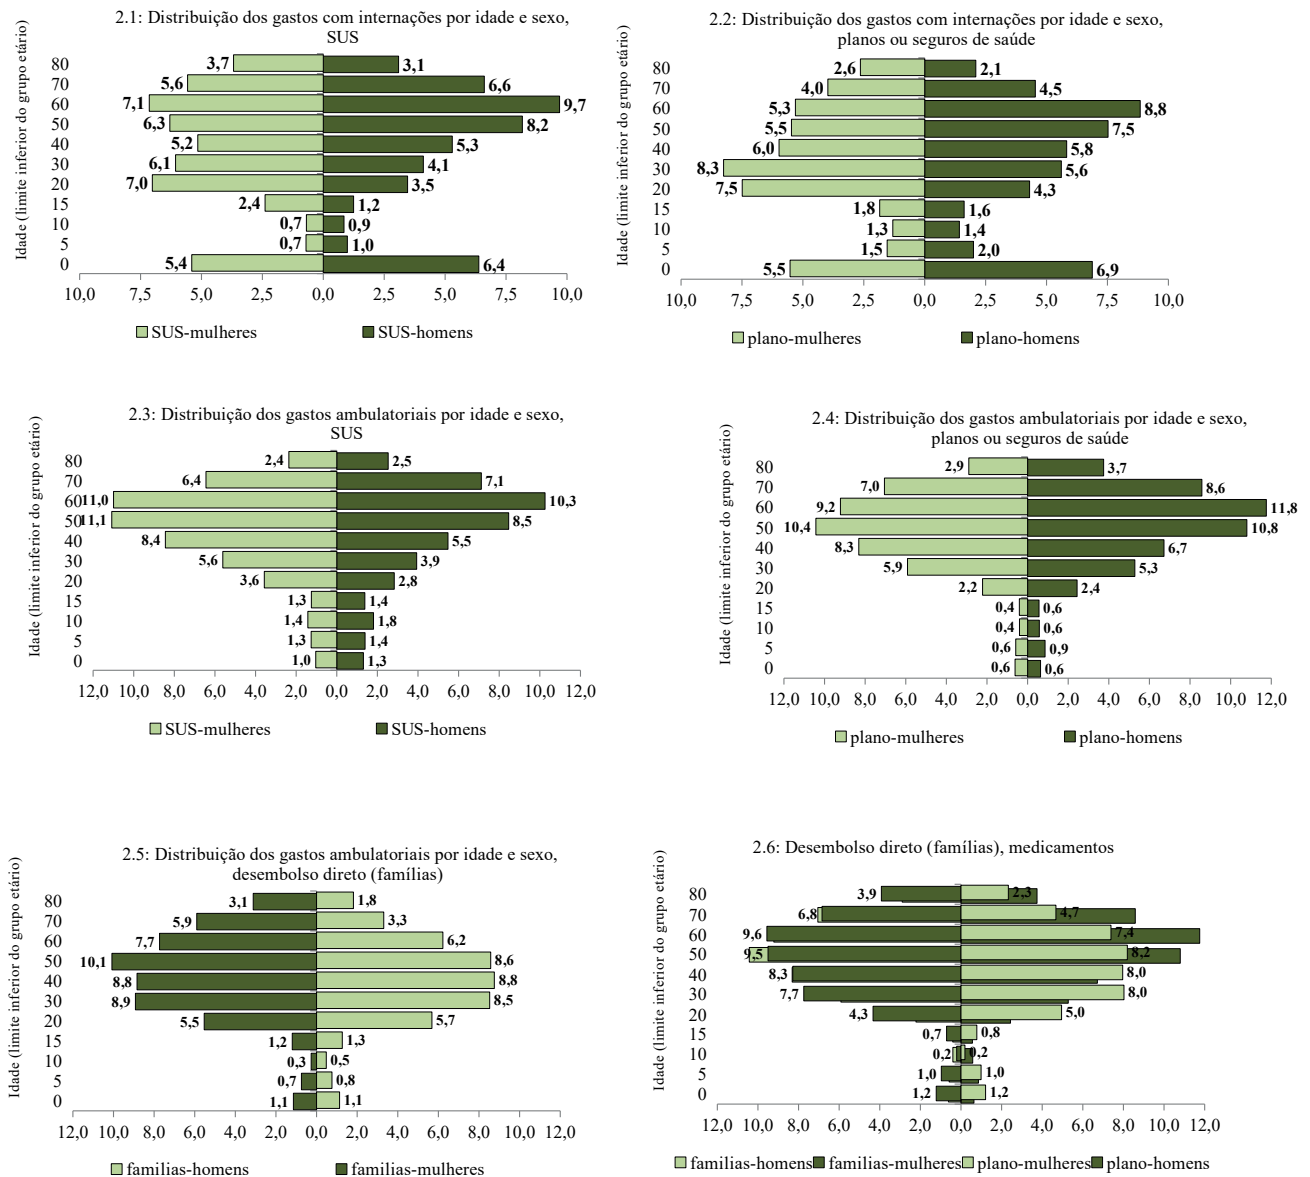 2.1: Distribuição dos gastos com internações por idade e sexo,
SUS
Idade (limite inferior do grupo etário)
80 3,7 3,1
70 5,6 6,6
60 7,1 9,7
50 6,3 8,2
40 5,2 5,3
30 6,1 4,1
20 7,0 3,5
15 2,4 1,2
10 0,7 0,9
5 0,7 1,0
0 5,4 6,4
10,0 7,5 5,0 2,5 0,0 2,5 5,0 7,5 10,0
SUS-mulheres SUS-homens
2.2: Distribuição dos gastos com internações por idade e sexo,
planos ou seguros de saúde
Idade (limite inferior do grupo etário)
80 2,6 2,1
70 4,0 4,5
60 5,3 8,8
50 5,5 7,5
40 6,0 5,8
30 8,3 5,6
20 7,5 4,3
15 1,8 1,6
10 1,3 1,4
5 1,5 2,0
0 5,5 6,9
10,0 7,5 5,0 2,5 0,0 2,5 5,0 7,5 10,0
plano-mulheres plano-homens
2.3: Distribuição dos gastos ambulatoriais por idade e sexo,
SUS
Idade (limite inferior do grupo etário)
80 2,4 2,5
70 6,4 7,1
60 11,0 10,3
50 11,1 8,5
40 8,4 5,5
30 5,6 3,9
20 3,6 2,8
15 1,3 1,4
10 1,4 1,8
5 1,3 1,4
0 1,0 1,3
12,0 10,0 8,0 6,0 4,0 2,0 0,0 2,0 4,0 6,0 8,0 10,0 12,0
SUS-mulheres SUS-homens
2.4: Distribuição dos gastos ambulatoriais por idade e sexo,
planos ou seguros de saúde
Idade (limite inferior do grupo etário)
80 2,9 3,7
70 7,0 8,6
60 9,2 11,8
50 10,4 10,8
40 8,3 6,7
30 5,9 5,3
20 2,2 2,4
15 0,4 0,6
10 0,4 0,6
5 0,6 0,9
0 0,6 0,6
12,0 10,0 8,0 6,0 4,0 2,0 0,0 2,0 4,0 6,0 8,0 10,0 12,0
plano-mulheres plano-homens
2.5: Distribuição dos gastos ambulatoriais por idade e sexo,
desembolso direto (famílias)
Idade (limite inferior do grupo etário)
80 3,1 1,8
70 5,9 3,3
60 7,7 6,2
50 10,1 8,6
40 8,8 8,8
30 8,9 8,5
20 5,5 5,7
15 1,2 1,3
10 0,3 0,5
5 0,7 0,8
0 1,1 1,1
12,0 10,0 8,0 6,0 4,0 2,0 0,0 2,0 4,0 6,0 8,0 10,0 12,0
familias-homens familias-mulheres
2.6: Desembolso direto (famílias), medicamentos
Idade (limite inferior do grupo etário)
80 3,9 2,3
70 6,8 4,7
60 9,6 7,4
50 9,5 8,2
40 8,3 8,0
30 7,7 8,0
20 4,3 5,0
15 0,7 0,8
10 0,2 0,2
5 1,0 1,0
0 1,2 1,2
12,0 10,0 8,0 6,0 4,0 2,0 0,0 2,0 4,0 6,0 8,0 10,0 12,0
familias-homens familias-mulheres plano-mulheres plano-homens